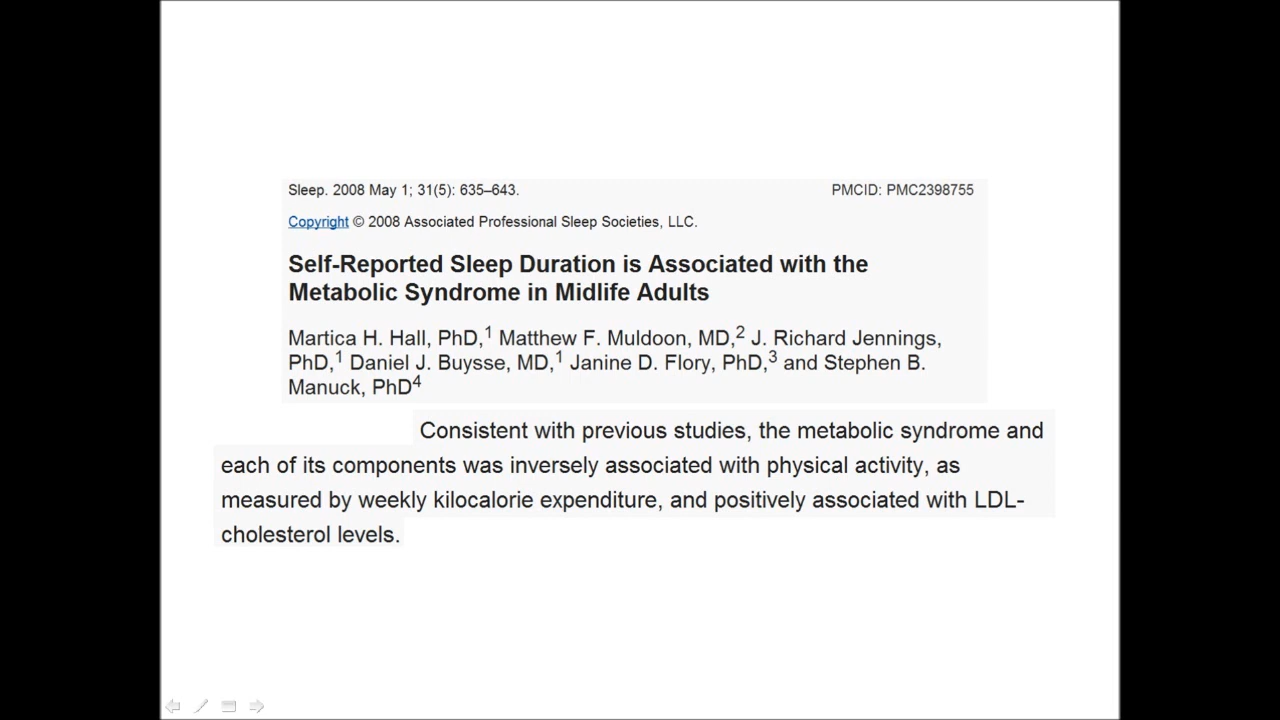 Sleep. 2008 May 1; 31(5): 635–643. PMCID: PMC2398755
Copyright © 2008 Associated Professional Sleep Societies, LLC.
Self-Reported Sleep Duration is Associated with the
Metabolic Syndrome in Midlife Adults
Martica H. Hall, PhD,1 Matthew F. Muldoon, MD,2 J. Richard Jennings,
PhD,1 Daniel J. Buysse, MD,1 Janine D. Flory, PhD,3 and Stephen B.
Manuck, PhD4
Consistent with previous studies, the metabolic syndrome and
each of its components was inversely associated with physical activity, as
measured by weekly kilocalorie expenditure, and positively associated with LDL-
cholesterol levels.